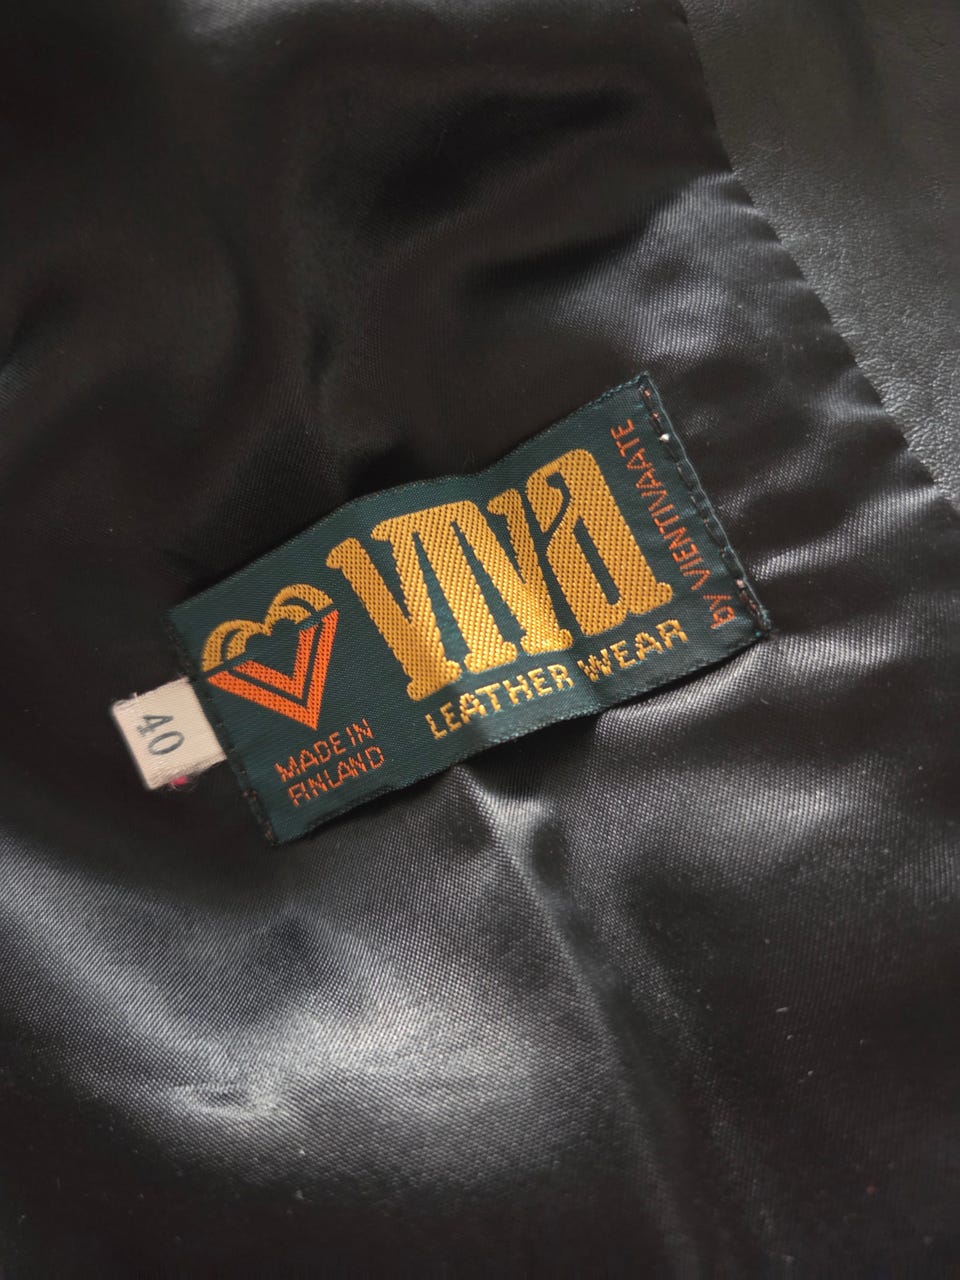 VIVA
LEATHER WEAR
by VIENTIVAATE
MADE IN
FINLAND
40